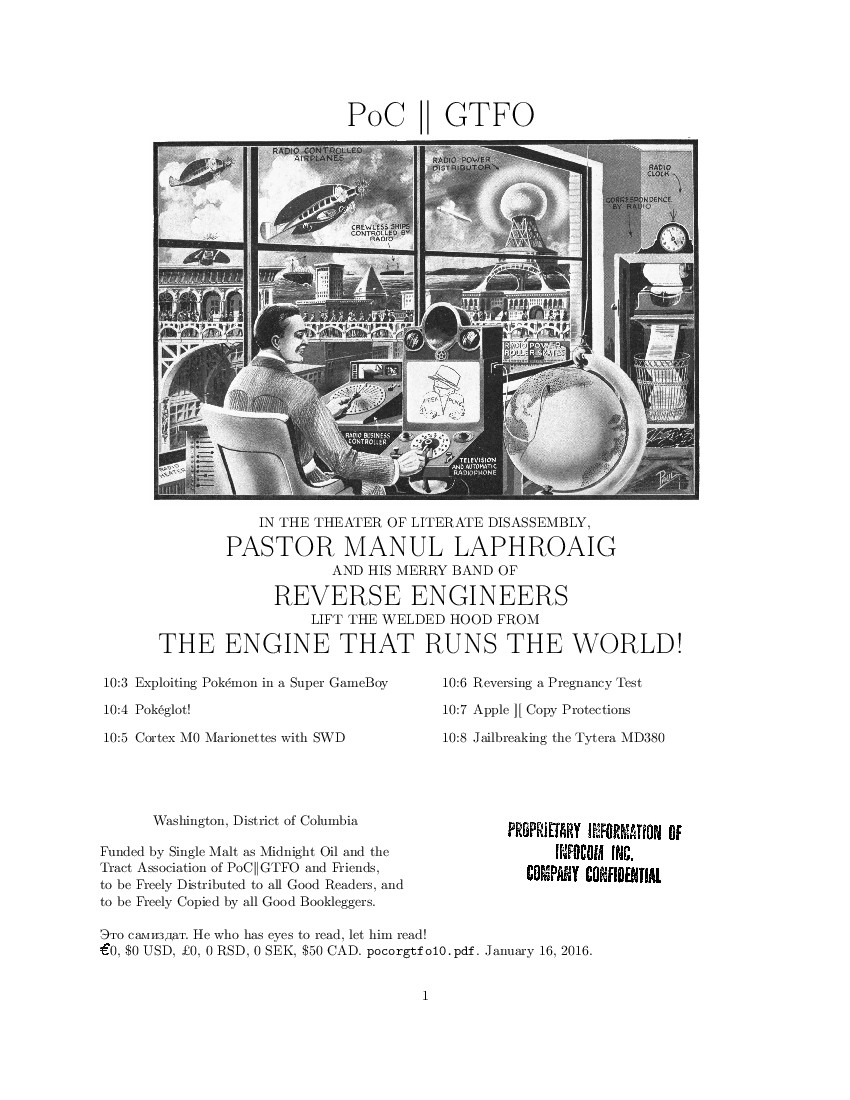 PoC || GTFO
RADIO CONTROLLED
AIRPLANES
RADIO POWER
DISTRIBUTOR
RADIO
CLOCK
CORRESPONDENCE
BY RADIO
CREWLESS SHIPS
CONTROLLED BY
RADIO
RADIO POWER
ROLLER SKATES
RADIO BUSINESS
CONTROLLER
TELEVISION
AND AUTOMATIC
RADIOPHONE
RADIO
HEATER
Paul
IN THE THEATER OF LITERATE DISASSEMBLY,
PASTOR MANUL LAPHROAIG
AND HIS MERRY BAND OF
REVERSE ENGINEERS
LIFT THE WELDED HOOD FROM
THE ENGINE THAT RUNS THE WORLD!
10:3 Exploiting Pokémon in a Super GameBoy
10:4 Pokéglot!
10:5 Cortex M0 Marionettes with SWD
10:6 Reversing a Pregnancy Test
10:7 Apple ][ Copy Protections
10:8 Jailbreaking the Tytera MD380
Washington, District of Columbia
Funded by Single Malt as Midnight Oil and the
Tract Association of PoC||GTFO and Friends,
to be Freely Distributed to all Good Readers, and
to be Freely Copied by all Good Bookleggers.
PROPRIETARY INFORMATION OF
INFOCOM INC.
COMPANY CONFIDENTIAL
Это самиздат. He who has eyes to read, let him read!
€0, $0 USD, £0, 0 RSD, 0 SEK, $50 CAD. pocorgtfo10.pdf. January 16, 2016.
1